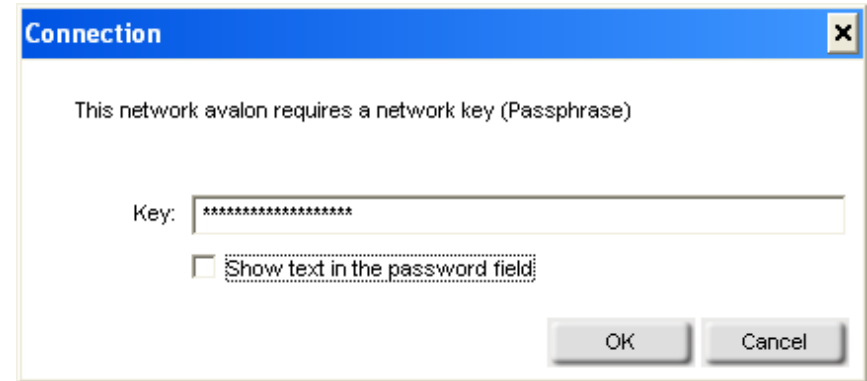 Connection
This network avalon requires a network key (Passphrase)
Key: *******************
Show text in the password field
OK Cancel